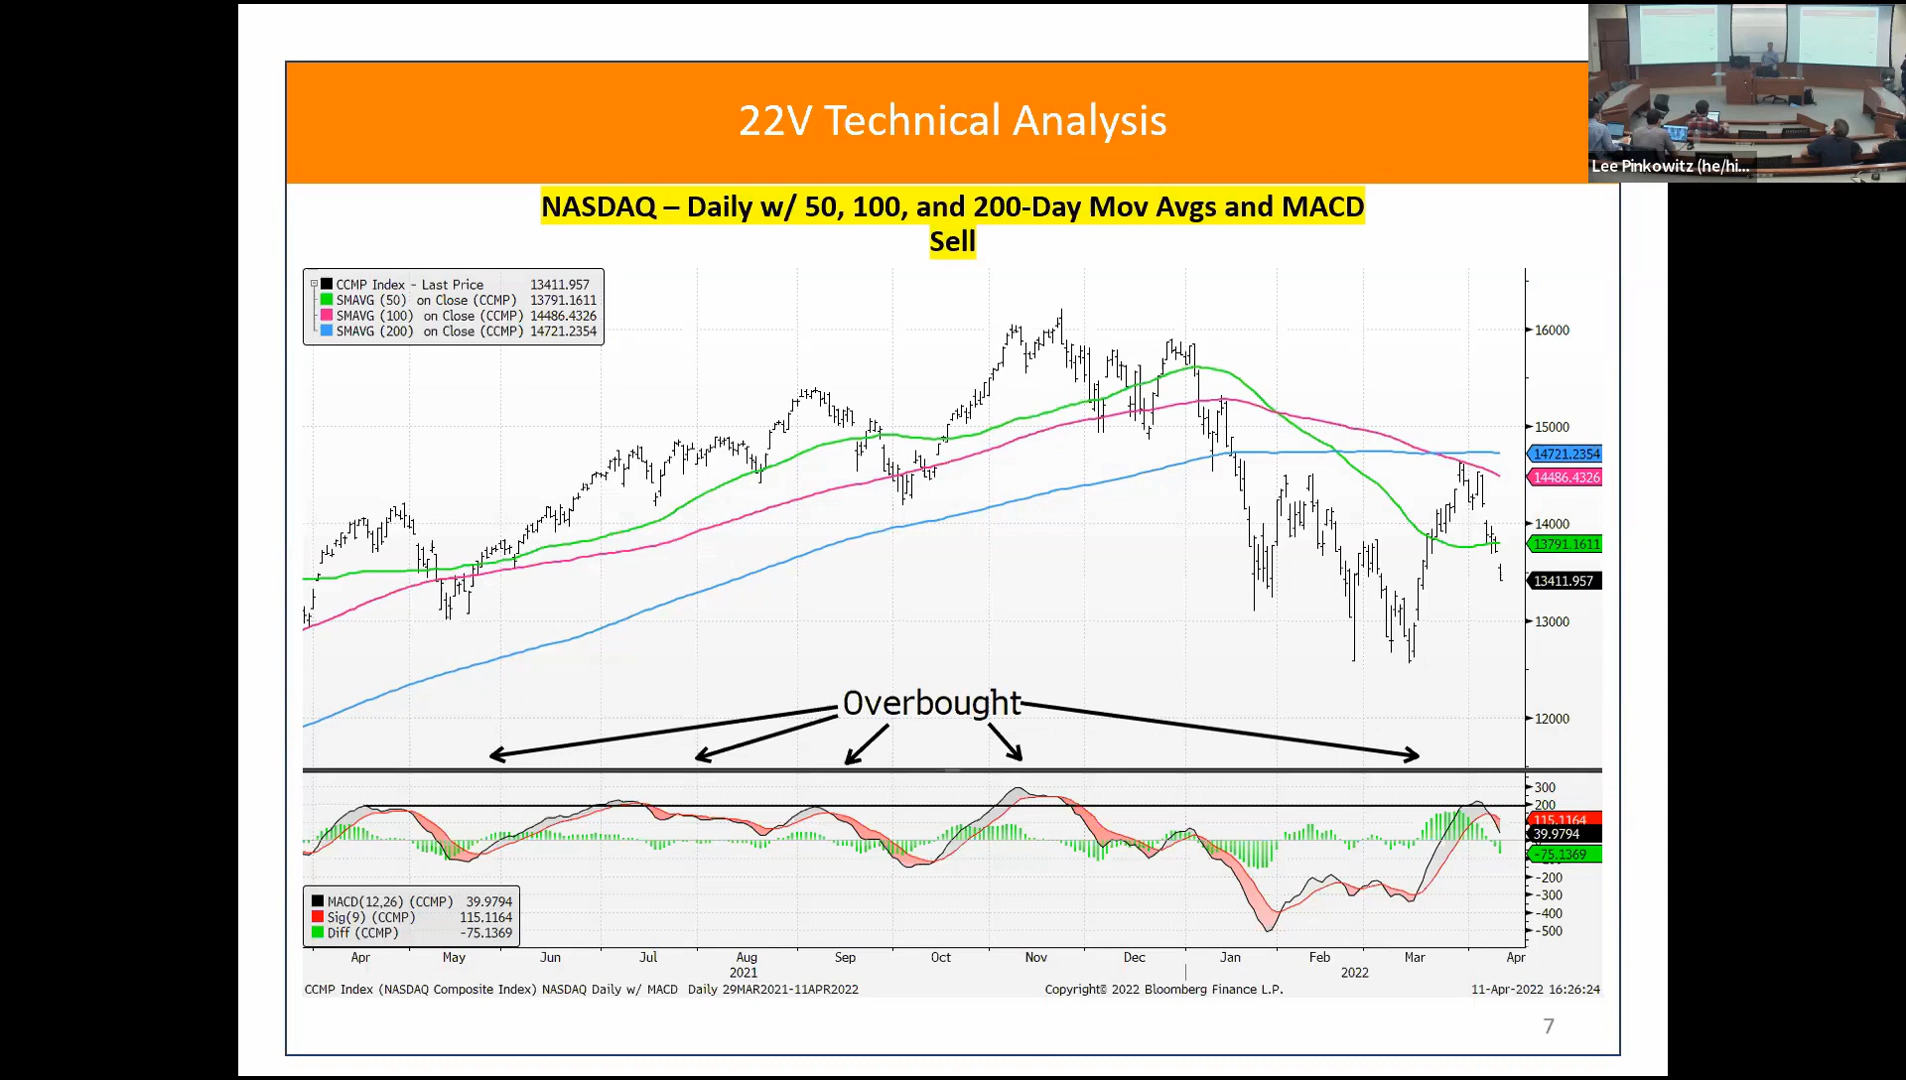 22V Technical Analysis
Lee Pinkowitz (he/hi...
NASDAQ – Daily w/ 50, 100, and 200-Day Mov Avgs and MACD
Sell
CCMP Index - Last Price 13411.957
SMAVG (50) on Close (CCMP) 13791.1611
SMAVG (100) on Close (CCMP) 14486.4326
SMAVG (200) on Close (CCMP) 14721.2354
16000
15000
14721.2354
14486.4326
14000
13791.1611
13411.957
13000
12000
Overbought
300
200
115.1164
39.9794
-75.1369
-200
-300
-400
-500
MACD(12,26) (CCMP) 39.9794
Sig(9) (CCMP) 115.1164
Diff (CCMP) -75.1369
Apr May Jun Jul Aug Sep Oct Nov Dec Jan Feb Mar Apr
2021 2022
CCMP Index (NASDAQ Composite Index) NASDAQ Daily w/ MACD Daily 29MAR2021-11APR2022 Copyright© 2022 Bloomberg Finance L.P. 11-Apr-2022 16:26:24
7